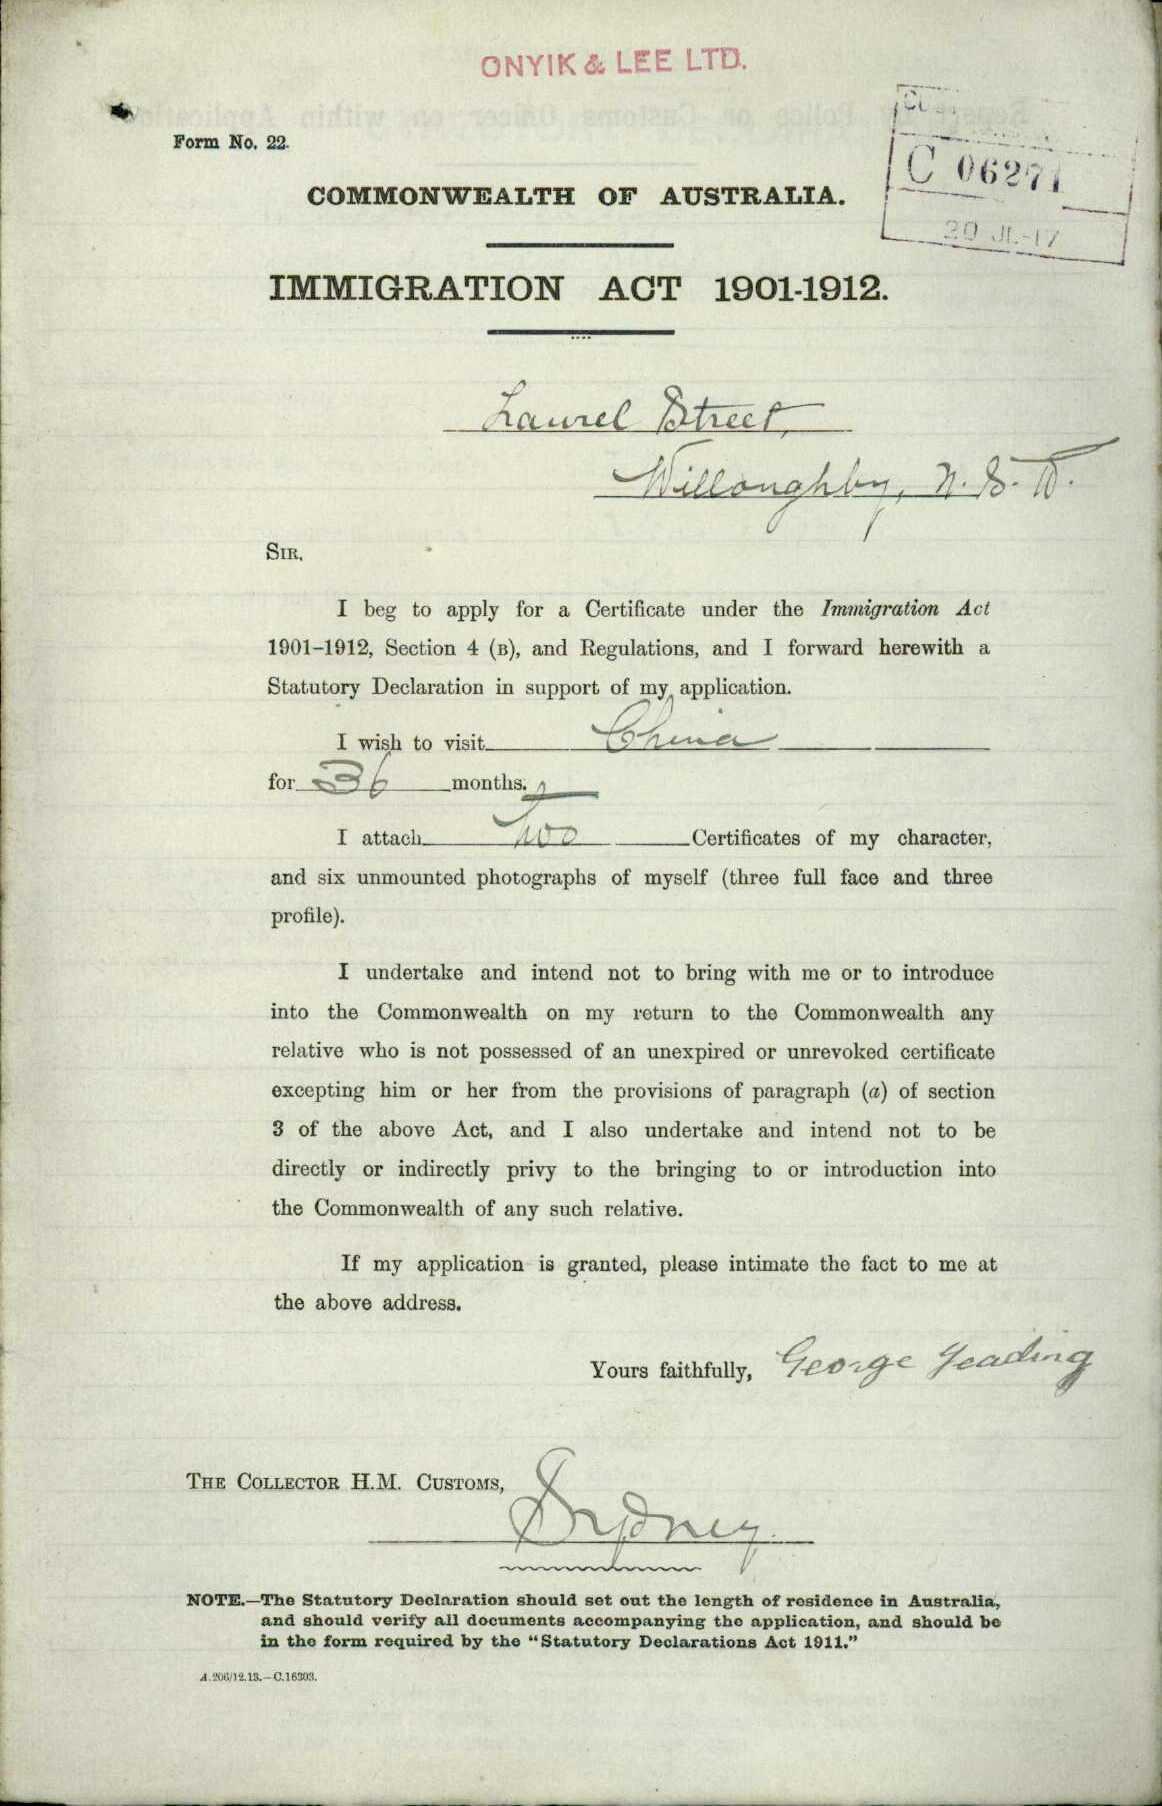 ONYIK & LEE LTD.
Form No. 22.
C 06271
20 JL-17
COMMONWEALTH OF AUSTRALIA.
IMMIGRATION ACT 1901-1912.
Laurel Street,
Willoughby, N.S.W.
SIR,
I beg to apply for a Certificate under the Immigration Act
1901–1912, Section 4 (B), and Regulations, and I forward herewith a
Statutory Declaration in support of my application.
I wish to visit China
for 36 months.
I attach Two Certificates of my character,
and six unmounted photographs of myself (three full face and three
profile).
I undertake and intend not to bring with me or to introduce
into the Commonwealth on my return to the Commonwealth any
relative who is not possessed of an unexpired or unrevoked certificate
excepting him or her from the provisions of paragraph (a) of section
3 of the above Act, and I also undertake and intend not to be
directly or indirectly privy to the bringing to or introduction into
the Commonwealth of any such relative.
If my application is granted, please intimate the fact to me at
the above address.
Yours faithfully, George Yeading
THE COLLECTOR H.M. CUSTOMS,
Sydney.
NOTE.—The Statutory Declaration should set out the length of residence in Australia,
and should verify all documents accompanying the application, and should be
in the form required by the "Statutory Declarations Act 1911."
A.206/12.13.—C.16303.